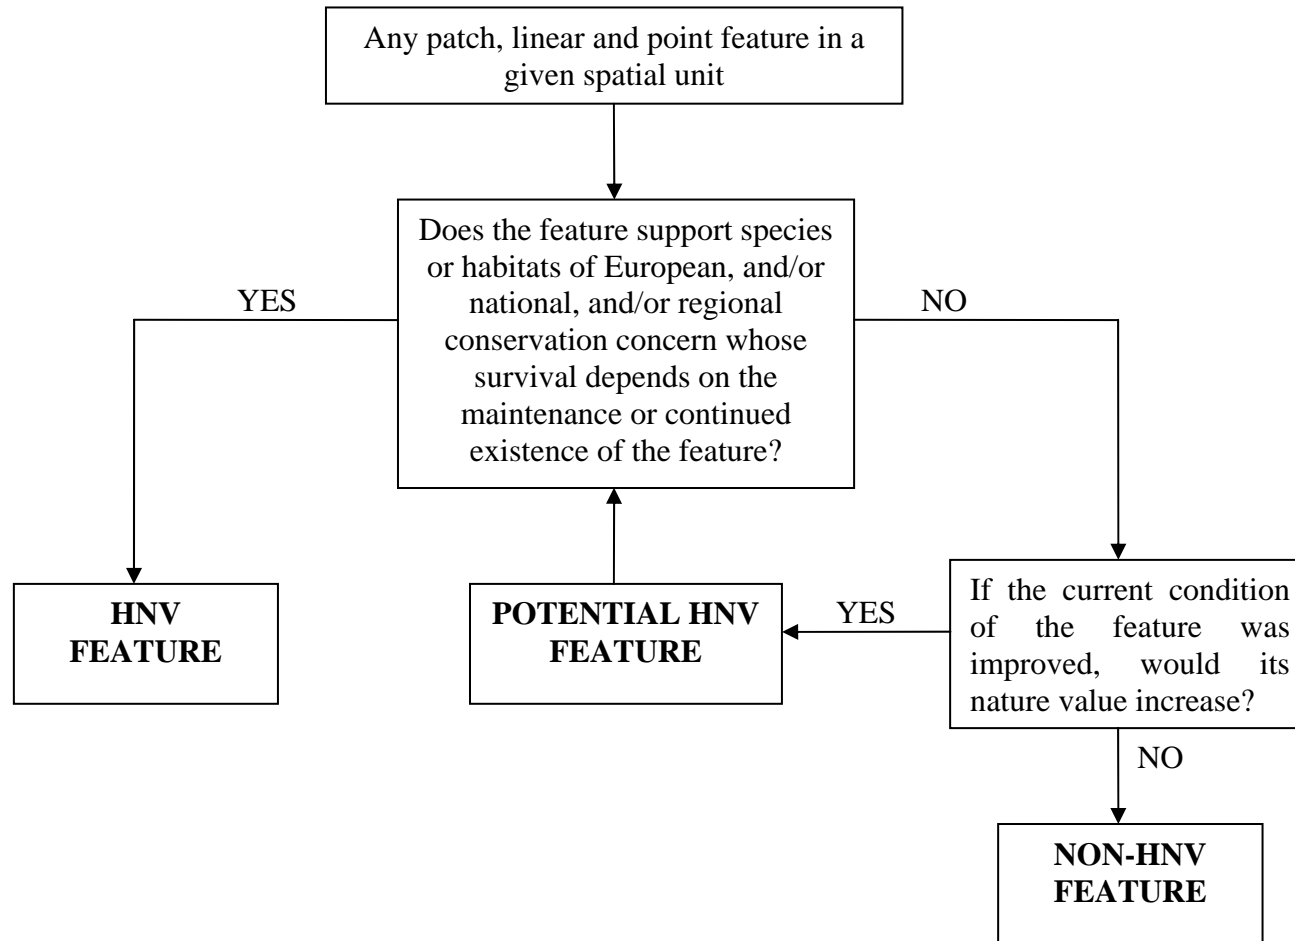 Any patch, linear and point feature in a
given spatial unit
Does the feature support species
or habitats of European, and/or
national, and/or regional
conservation concern whose
survival depends on the
maintenance or continued
existence of the feature?
YES
NO
HNV
FEATURE
POTENTIAL HNV
FEATURE
YES
If the current condition
of the feature was
improved, would its
nature value increase?
NO
NON-HNV
FEATURE